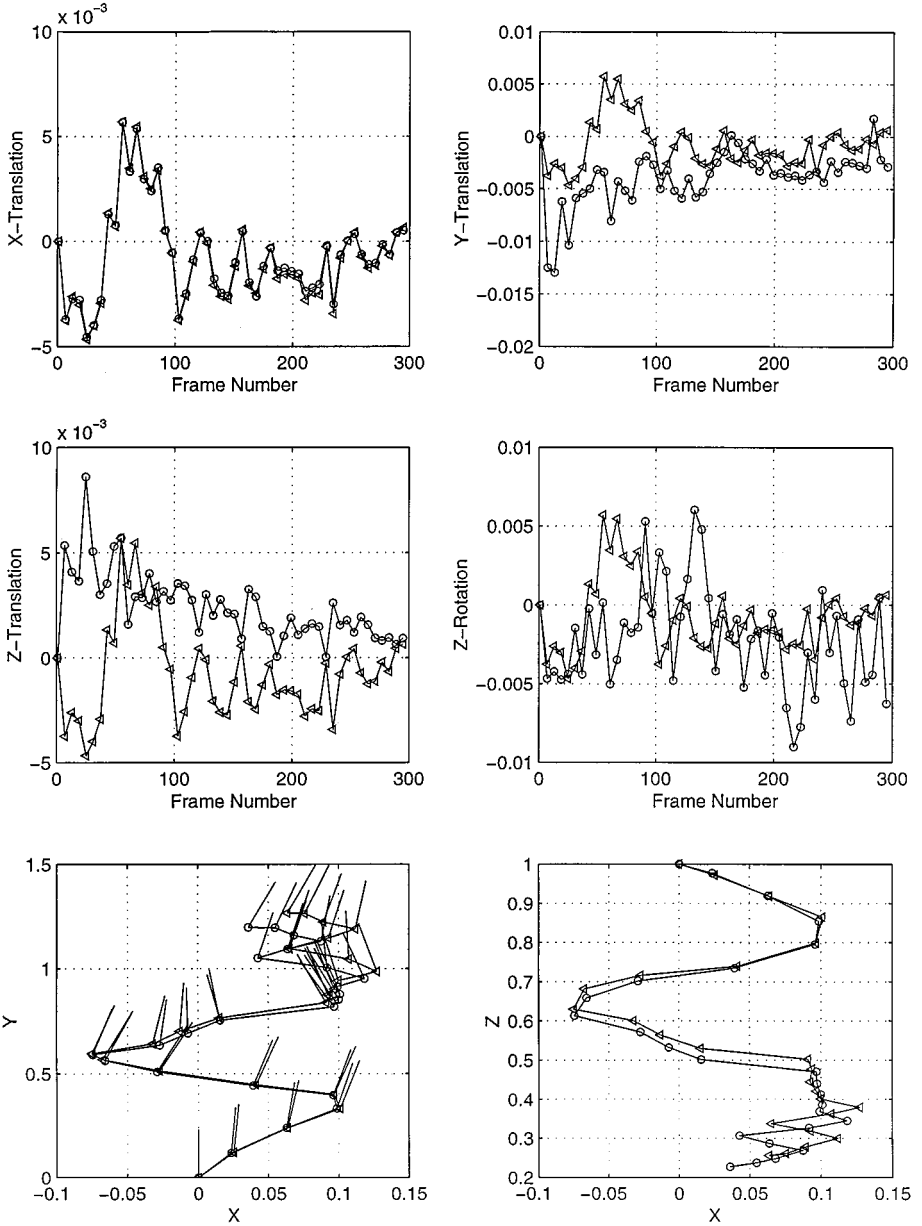 x 10⁻³
10
5
0
−5
X−Translation
0 100 200 300
Frame Number
0.01
0.005
0
−0.005
−0.01
−0.015
−0.02
Y−Translation
0 100 200 300
Frame Number
x 10⁻³
10
5
0
−5
Z−Translation
0 100 200 300
Frame Number
0.01
0.005
0
−0.005
−0.01
Z−Rotation
0 100 200 300
Frame Number
1.5
1
0.5
0
Y
−0.1 −0.05 0 0.05 0.1 0.15
X
1
0.9
0.8
0.7
0.6
0.5
0.4
0.3
0.2
Z
−0.1 −0.05 0 0.05 0.1 0.15
X